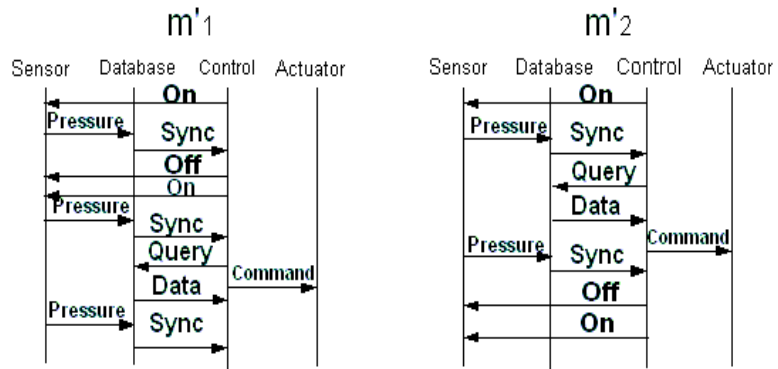 m'1
Sensor Database Control Actuator
On
Pressure
Sync
Off
On
Pressure
Sync
Query
Command
Data
Pressure
Sync
m'2
Sensor Database Control Actuator
On
Pressure
Sync
Query
Data
Command
Pressure
Sync
Off
On